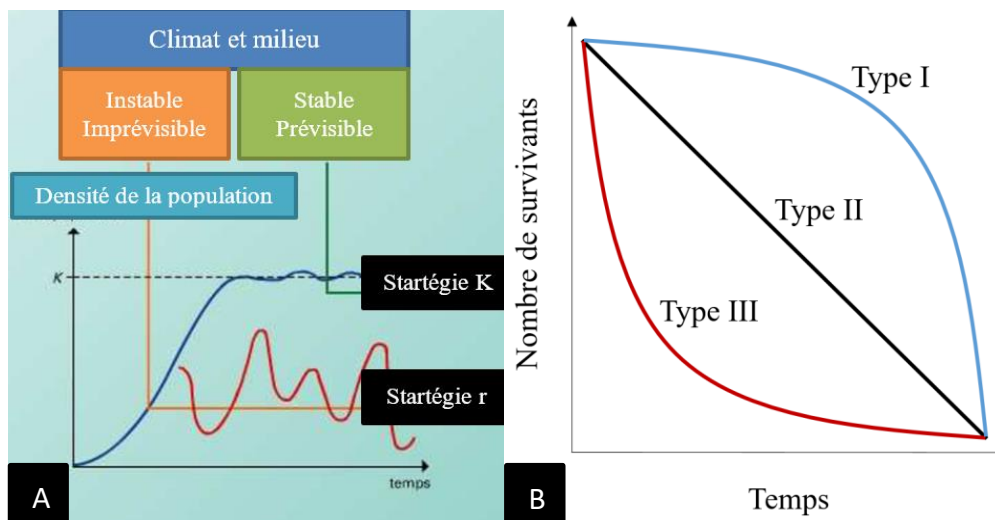 Climat et milieu
Instable
Imprévisible
Stable
Prévisible
Densité de la population
K
Startégie K
Startégie r
temps
A
Nombre de survivants
Type I
Type II
Type III
Temps
B